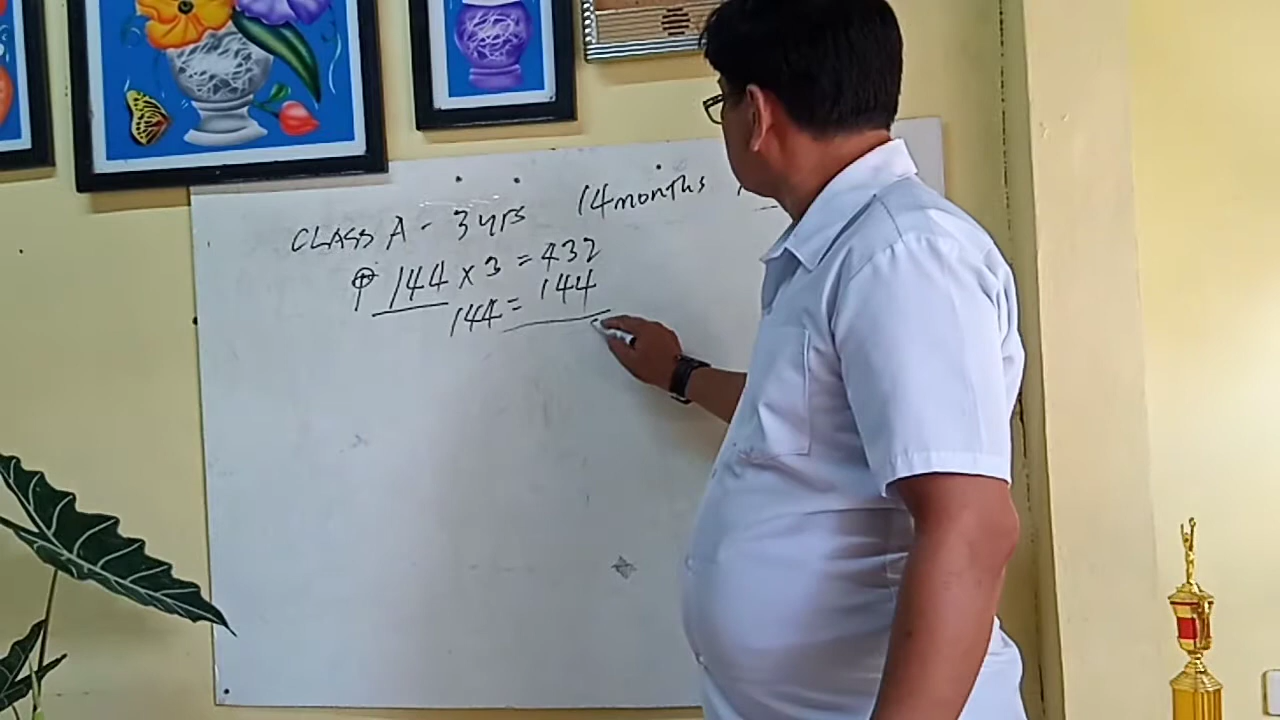 CLASS A - 3 yrs 14 months
₱ 144 x 3 = 432
144 = 144